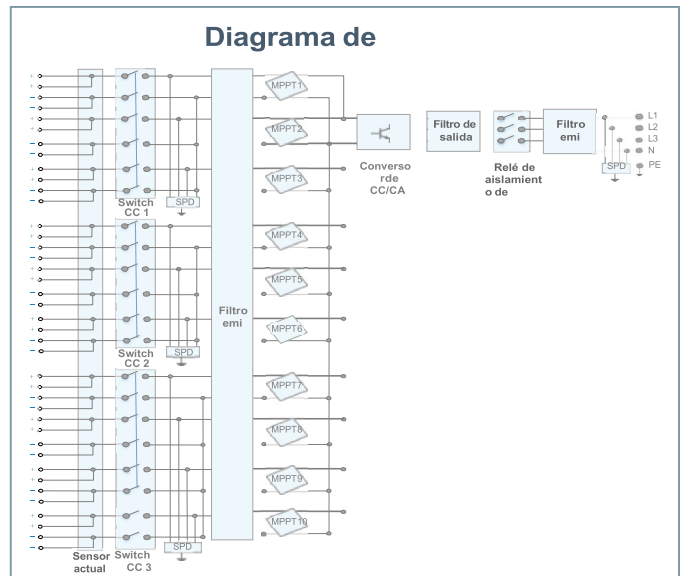 Diagrama de
MPPT1
MPPT2
MPPT3
MPPT4
MPPT5
MPPT6
MPPT7
MPPT8
MPPT9
MPPT10
Switch
CC 1
SPD
Switch
CC 2
SPD
Sensor
actual
Switch
CC 3
SPD
Filtro
emi
Converso
rde
CC/CA
Filtro de
salida
Relé de
aislamient
o de
Filtro
emi
SPD
L1
L2
L3
N
PE